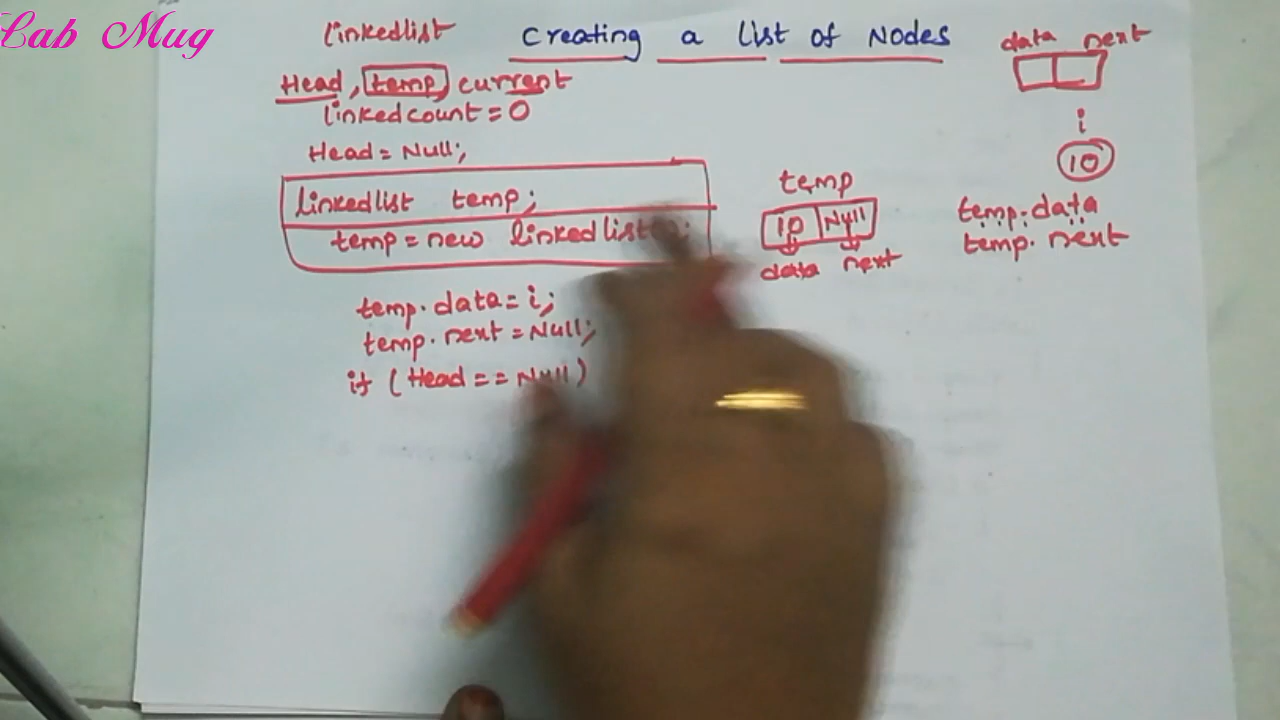 Lab Mug
linkedlist
creating a list of Nodes
data next
Head, temp, current
linkedcount = 0
Head = Null;
i
10
linkedlist temp;
temp = new linkedlist
temp
10 Null
data next
temp.data
temp.next
temp.data = i;
temp.next = Null;
if (Head == Null)